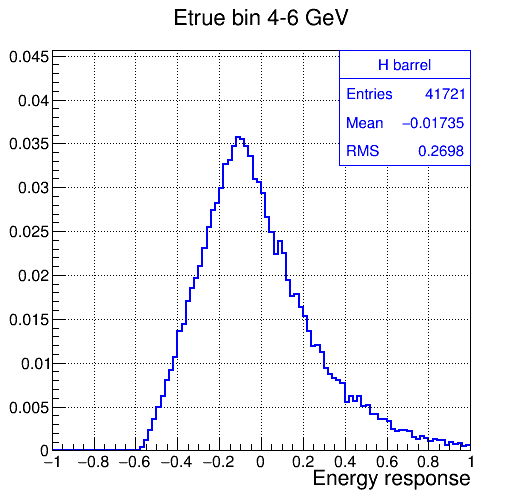 Etrue bin 4-6 GeV
H barrel
Entries 41721
Mean −0.01735
RMS 0.2698
0.045
0.04
0.035
0.03
0.025
0.02
0.015
0.01
0.005
0
−1 −0.8 −0.6 −0.4 −0.2 0 0.2 0.4 0.6 0.8 1
Energy response